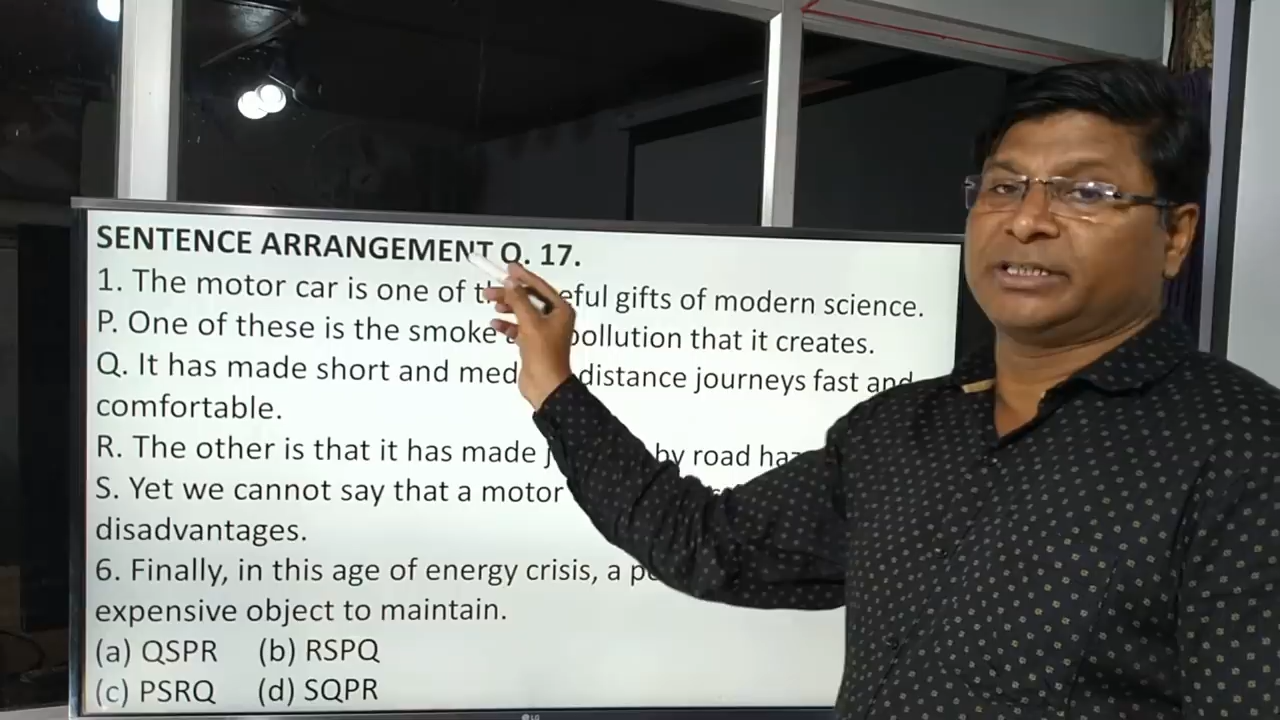 SENTENCE ARRANGEMENT Q. 17.
1. The motor car is one of gifts of modern science.
P. One of these is the smoke pollution that it creates.
Q. It has made short and distance journeys fast and
comfortable.
R. The other is that it has made by road
S. Yet we cannot say that a motor
disadvantages.
6. Finally, in this age of energy crisis, a
expensive object to maintain.
(a) QSPR (b) RSPQ
(c) PSRQ (d) SQPR
LG